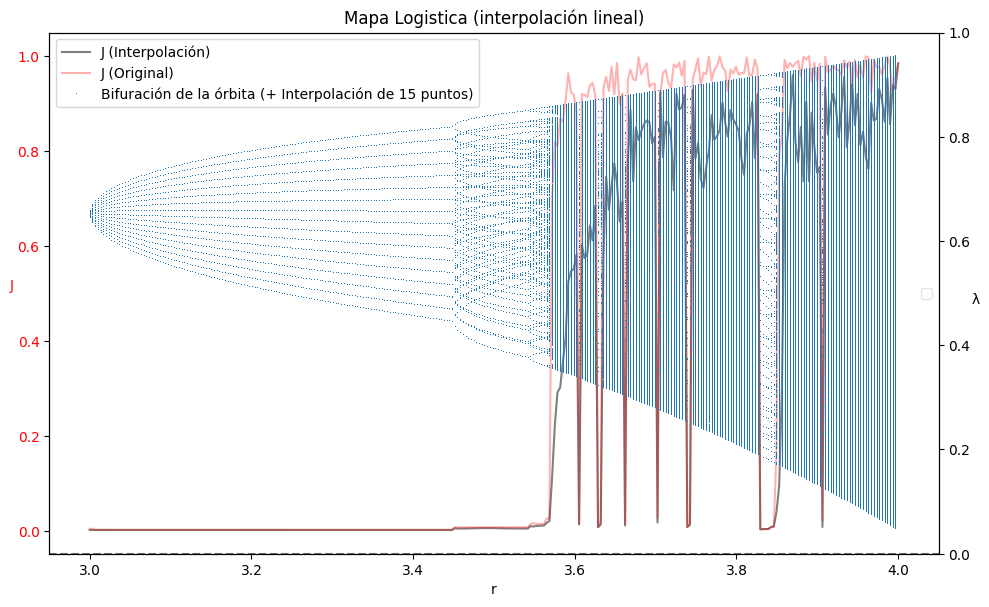 Mapa Logistica (interpolación lineal)
J (Interpolación)
J (Original)
Bifuración de la órbita (+ Interpolación de 15 puntos)
1.0
0.8
0.6
0.4
0.2
0.0
J
1.0
0.8
0.6
0.4
0.2
0.0
λ
3.0 3.2 3.4 3.6 3.8 4.0
r